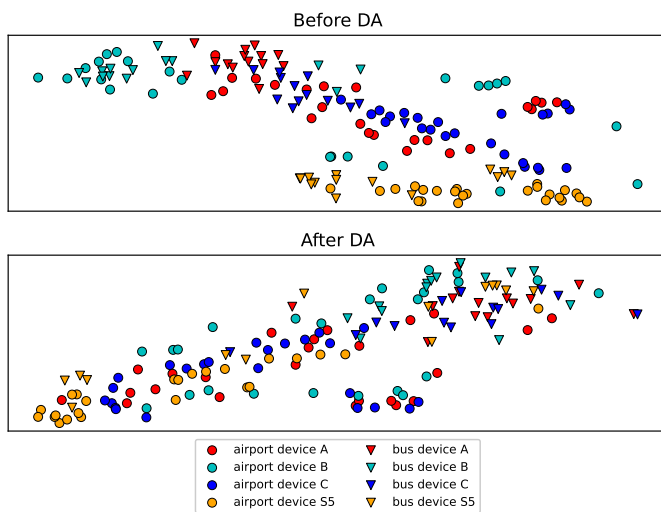 Before DA
After DA
airport device A
airport device B
airport device C
airport device S5
bus device A
bus device B
bus device C
bus device S5